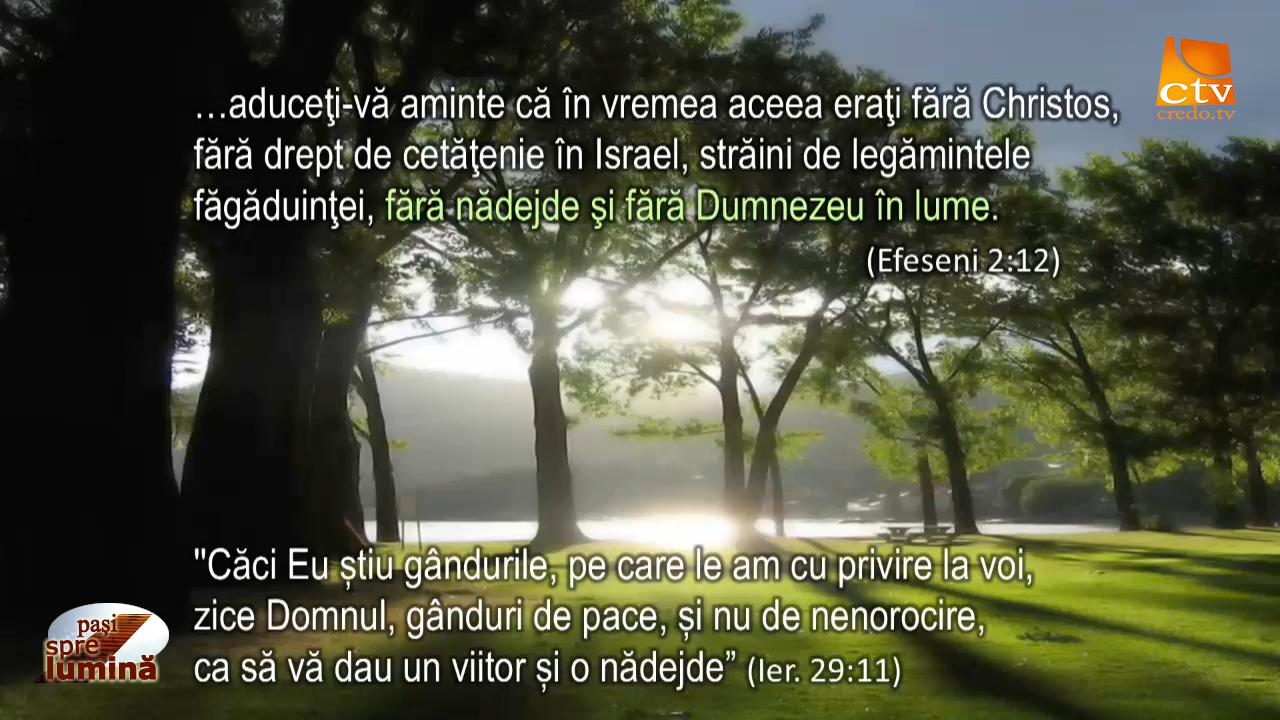 …aduceţi-vă aminte că în vremea aceea eraţi fără Christos,
fără drept de cetăţenie în Israel, străini de legămintele
făgăduinţei, fără nădejde şi fără Dumnezeu în lume.
(Efeseni 2:12)
"Căci Eu știu gândurile, pe care le am cu privire la voi,
zice Domnul, gânduri de pace, și nu de nenorocire,
ca să vă dau un viitor și o nădejde” (Ier. 29:11)
ctv
credo.tv
paşi
spre
lumină